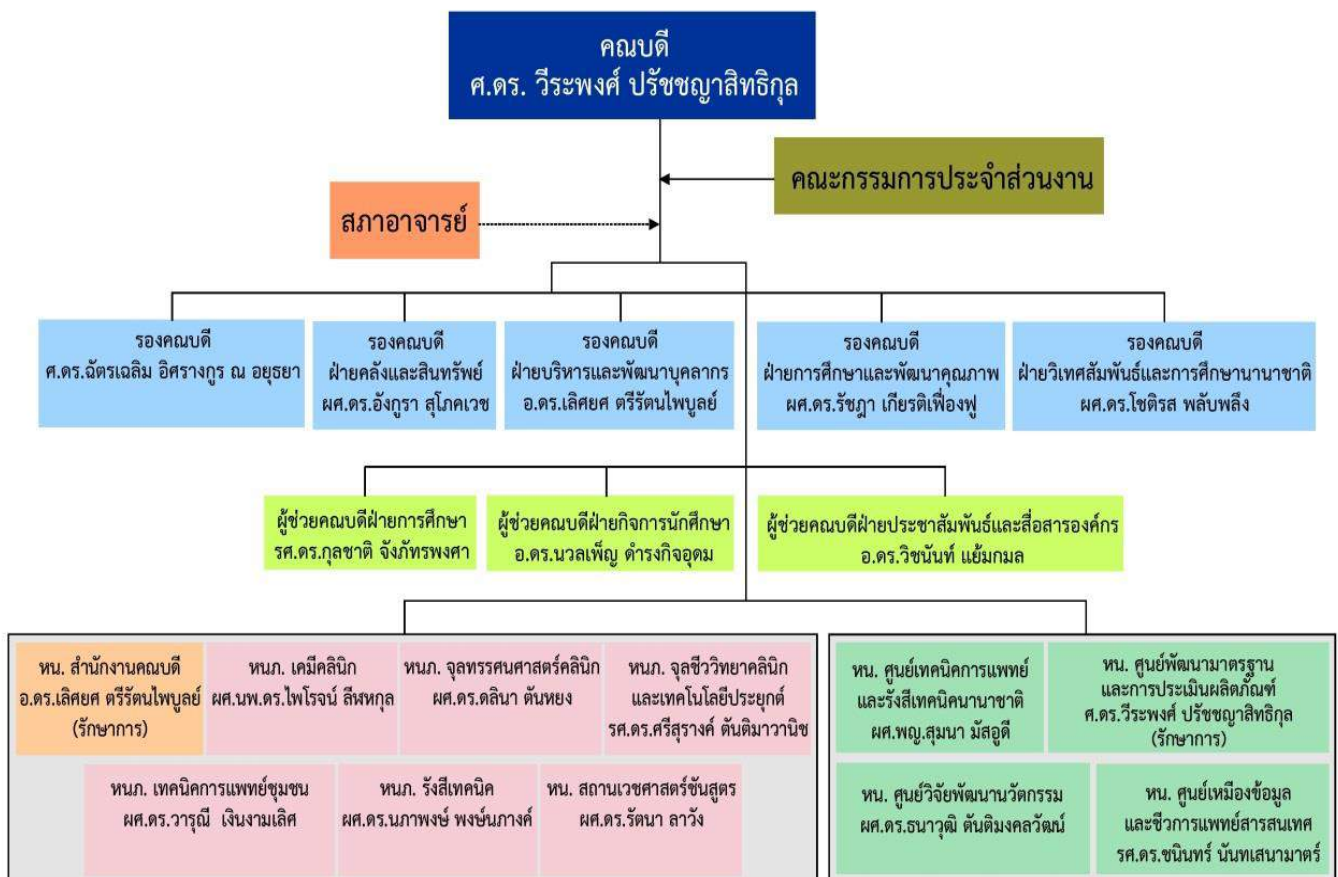 คณบดี
ศ.ดร. วีระพงศ์ ปรัชชญาสิทธิกุล
คณะกรรมการประจำส่วนงาน
สภาอาจารย์
รองคณบดี
ศ.ดร.ฉัตรเฉลิม อิศรางกูร ณ อยุธยา
รองคณบดี
ฝ่ายคลังและสินทรัพย์
ผศ.ดร.อังกูรา สุโภคเวช
รองคณบดี
ฝ่ายบริหารและพัฒนาบุคลากร
อ.ดร.เลิศยศ ตรีรัตนไพบูลย์
รองคณบดี
ฝ่ายการศึกษาและพัฒนาคุณภาพ
ผศ.ดร.รัชฎา เกียรติเฟื่องฟู
รองคณบดี
ฝ่ายวิเทศสัมพันธ์และการศึกษานานาชาติ
ผศ.ดร.โชติรส พลับพลึง
ผู้ช่วยคณบดีฝ่ายการศึกษา
รศ.ดร.กุลชาติ จังภัทรพงศา
ผู้ช่วยคณบดีฝ่ายกิจการนักศึกษา
อ.ดร.นวลเพ็ญ ดำรงกิจอุดม
ผู้ช่วยคณบดีฝ่ายประชาสัมพันธ์และสื่อสารองค์กร
อ.ดร.วิชนันท์ แย้มกมล
หน. สำนักงานคณบดี
อ.ดร.เลิศยศ ตรีรัตนไพบูลย์
(รักษาการ)
หนภ. เคมีคลินิก
ผศ.นพ.ดร.ไพโรจน์ ลีฬหกุล
หนภ. จุลทรรศนศาสตร์คลินิก
ผศ.ดร.ดลินา ตันหยง
หนภ. จุลชีววิทยาคลินิก
และเทคโนโลยีประยุกต์
รศ.ดร.ศรีสุรางค์ ตันติมาวานิช
หนภ. เทคนิคการแพทย์ชุมชน
ผศ.ดร.วารุณี เงินงามเลิศ
หนภ. รังสีเทคนิค
ผศ.ดร.นภาพงษ์ พงษ์นภางค์
หน. สถานเวชศาสตร์ชันสูตร
ผศ.ดร.รัตนา ลาวัง
หน. ศูนย์เทคนิคการแพทย์
และรังสีเทคนิคนานาชาติ
ผศ.พญ.สุมนา มัสอูดี
หน. ศูนย์พัฒนามาตรฐาน
และการประเมินผลิตภัณฑ์
ศ.ดร.วีระพงศ์ ปรัชชญาสิทธิกุล
(รักษาการ)
หน. ศูนย์วิจัยพัฒนานวัตกรรม
ผศ.ดร.ธนาวุฒิ ตันติมงคลวัฒน์
หน. ศูนย์เหมืองข้อมูล
และชีวการแพทย์สารสนเทศ
รศ.ดร.ชนินทร์ นันทเสนามาตร์